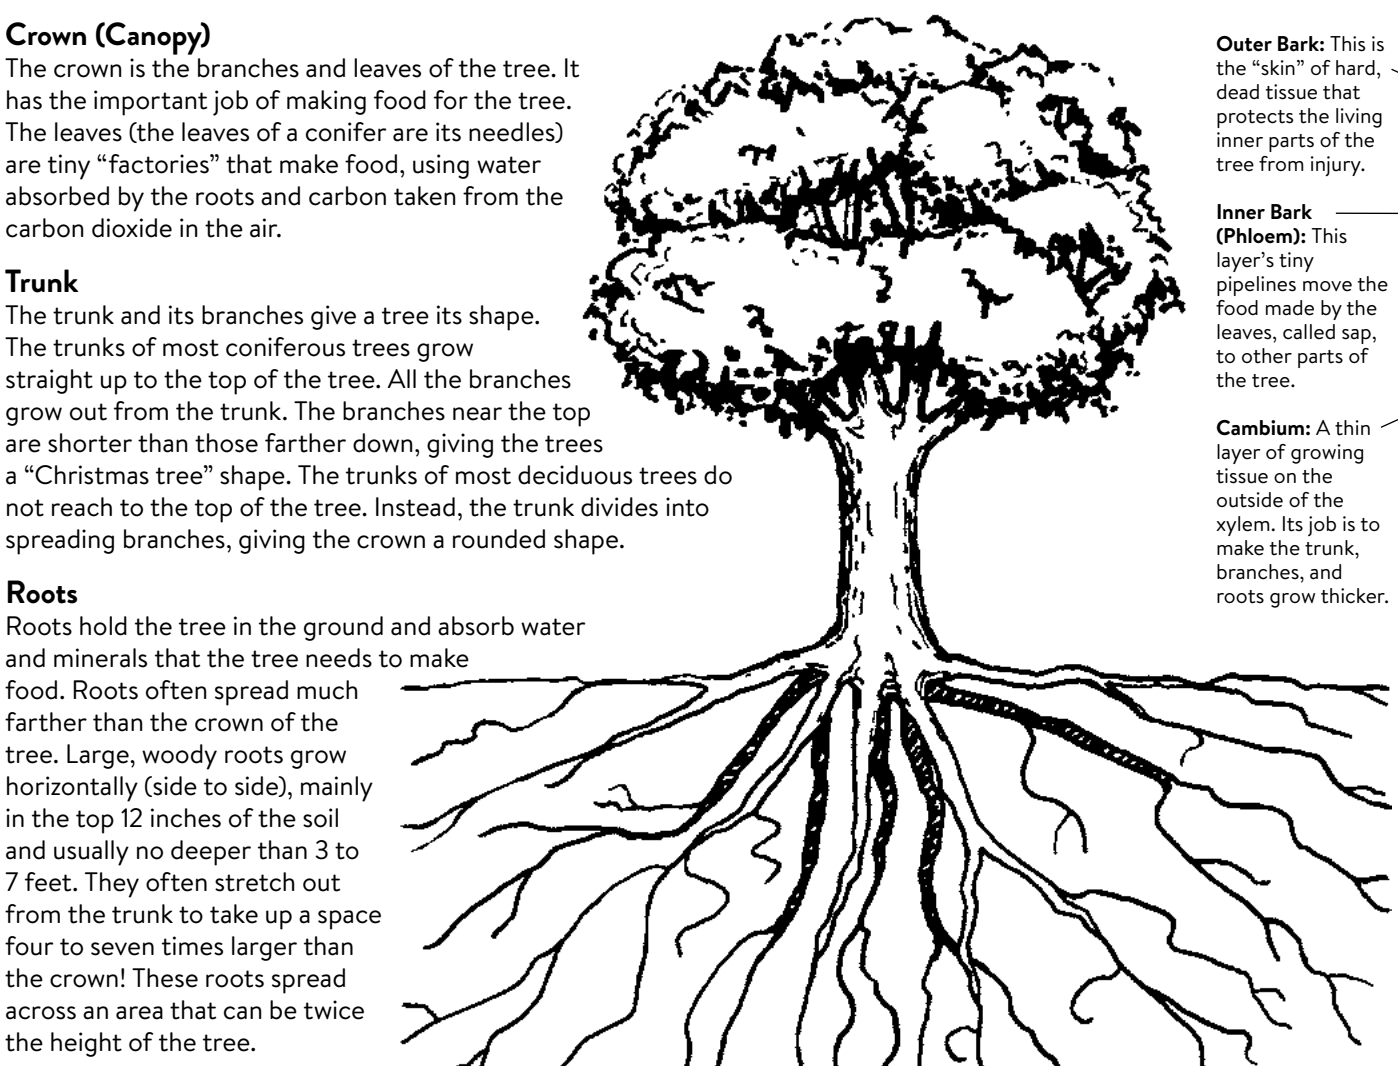 Crown (Canopy)
The crown is the branches and leaves of the tree. It
has the important job of making food for the tree.
The leaves (the leaves of a conifer are its needles)
are tiny “factories” that make food, using water
absorbed by the roots and carbon taken from the
carbon dioxide in the air.
Trunk
The trunk and its branches give a tree its shape.
The trunks of most coniferous trees grow
straight up to the top of the tree. All the branches
grow out from the trunk. The branches near the top
are shorter than those farther down, giving the trees
a “Christmas tree” shape. The trunks of most deciduous trees do
not reach to the top of the tree. Instead, the trunk divides into
spreading branches, giving the crown a rounded shape.
Roots
Roots hold the tree in the ground and absorb water
and minerals that the tree needs to make
food. Roots often spread much
farther than the crown of the
tree. Large, woody roots grow
horizontally (side to side), mainly
in the top 12 inches of the soil
and usually no deeper than 3 to
7 feet. They often stretch out
from the trunk to take up a space
four to seven times larger than
the crown! These roots spread
across an area that can be twice
the height of the tree.
Outer Bark: This is
the “skin” of hard,
dead tissue that
protects the living
inner parts of the
tree from injury.
Inner Bark
(Phloem): This
layer’s tiny
pipelines move the
food made by the
leaves, called sap,
to other parts of
the tree.
Cambium: A thin
layer of growing
tissue on the
outside of the
xylem. Its job is to
make the trunk,
branches, and
roots grow thicker.